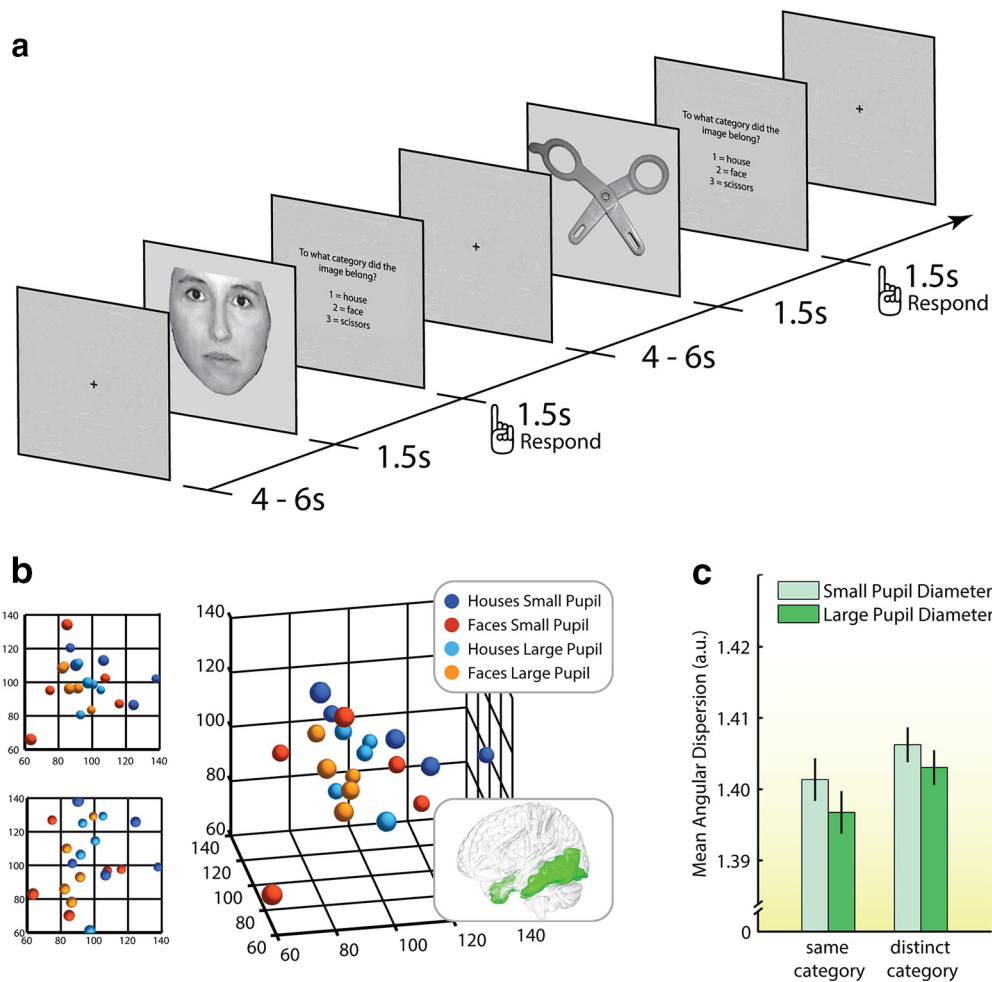 a
To what category did the
image belong?
1 = house
2 = face
3 = scissors
To what category did the
image belong?
1 = house
2 = face
3 = scissors
4 - 6s
1.5s
1.5s
Respond
4 - 6s
1.5s
1.5s
Respond
b
140
120
100
80
60
60 80 100 120 140
140
120
100
80
60
60 80 100 120 140
140
120
100
80
60
140
120
100
80
60
60
80
100
120
140
Houses Small Pupil
Faces Small Pupil
Houses Large Pupil
Faces Large Pupil
c
Small Pupil Diameter
Large Pupil Diameter
Mean Angular Dispersion (a.u.)
1.42
1.41
1.40
1.39
0
same
category
distinct
category